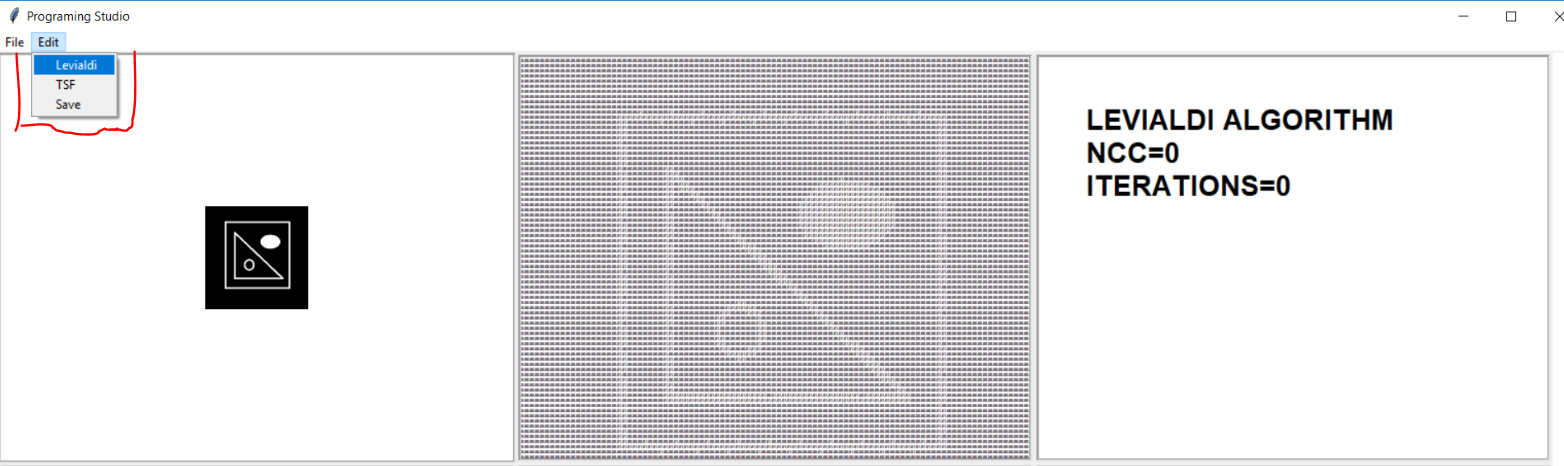 Programing Studio
File Edit
Levialdi
TSF
Save
LEVIALDI ALGORITHM
NCC=0
ITERATIONS=0